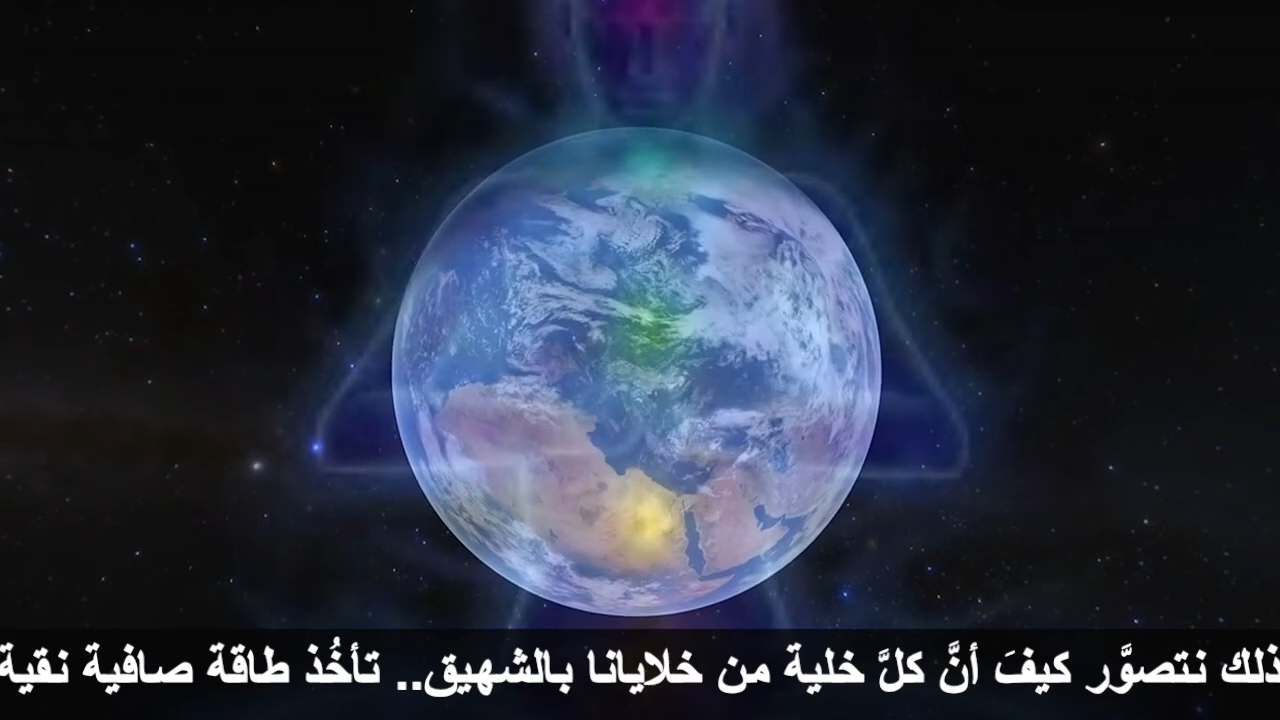 ذلك نتصوَّر كيفَ أنَّ كلَّ خلية من خلايانا بالشهيق.. تأخُذ طاقة صافية نقية